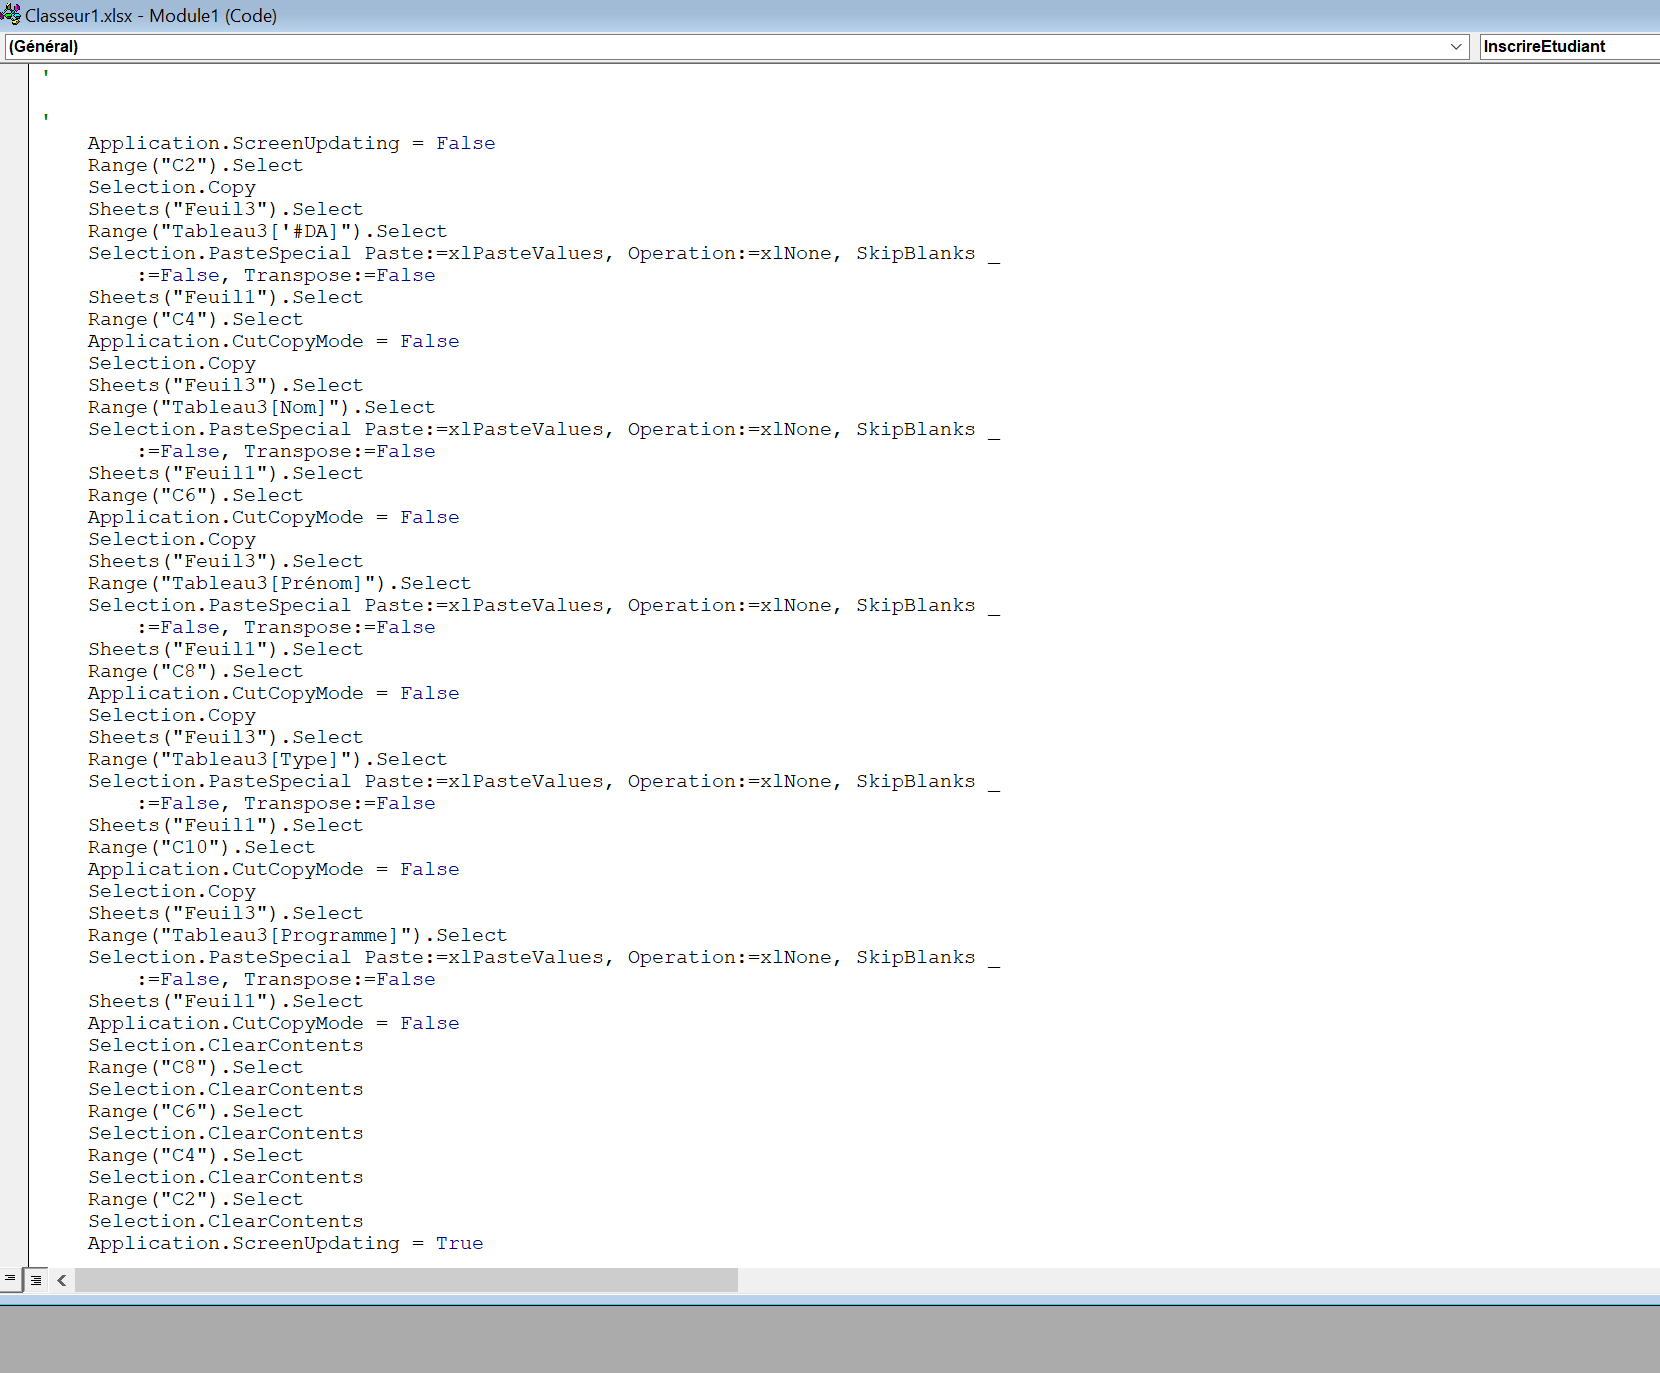 Classeur1.xlsx - Module1 (Code)
(Général)
InscrireEtudiant
'
'
Application.ScreenUpdating = False
Range("C2").Select
Selection.Copy
Sheets("Feuil3").Select
Range("Tableau3['#DA]").Select
Selection.PasteSpecial Paste:=xlPasteValues, Operation:=xlNone, SkipBlanks _
:=False, Transpose:=False
Sheets("Feuil1").Select
Range("C4").Select
Application.CutCopyMode = False
Selection.Copy
Sheets("Feuil3").Select
Range("Tableau3[Nom]").Select
Selection.PasteSpecial Paste:=xlPasteValues, Operation:=xlNone, SkipBlanks _
:=False, Transpose:=False
Sheets("Feuil1").Select
Range("C6").Select
Application.CutCopyMode = False
Selection.Copy
Sheets("Feuil3").Select
Range("Tableau3[Prénom]").Select
Selection.PasteSpecial Paste:=xlPasteValues, Operation:=xlNone, SkipBlanks _
:=False, Transpose:=False
Sheets("Feuil1").Select
Range("C8").Select
Application.CutCopyMode = False
Selection.Copy
Sheets("Feuil3").Select
Range("Tableau3[Type]").Select
Selection.PasteSpecial Paste:=xlPasteValues, Operation:=xlNone, SkipBlanks _
:=False, Transpose:=False
Sheets("Feuil1").Select
Range("C10").Select
Application.CutCopyMode = False
Selection.Copy
Sheets("Feuil3").Select
Range("Tableau3[Programme]").Select
Selection.PasteSpecial Paste:=xlPasteValues, Operation:=xlNone, SkipBlanks _
:=False, Transpose:=False
Sheets("Feuil1").Select
Application.CutCopyMode = False
Selection.ClearContents
Range("C8").Select
Selection.ClearContents
Range("C6").Select
Selection.ClearContents
Range("C4").Select
Selection.ClearContents
Range("C2").Select
Selection.ClearContents
Application.ScreenUpdating = True